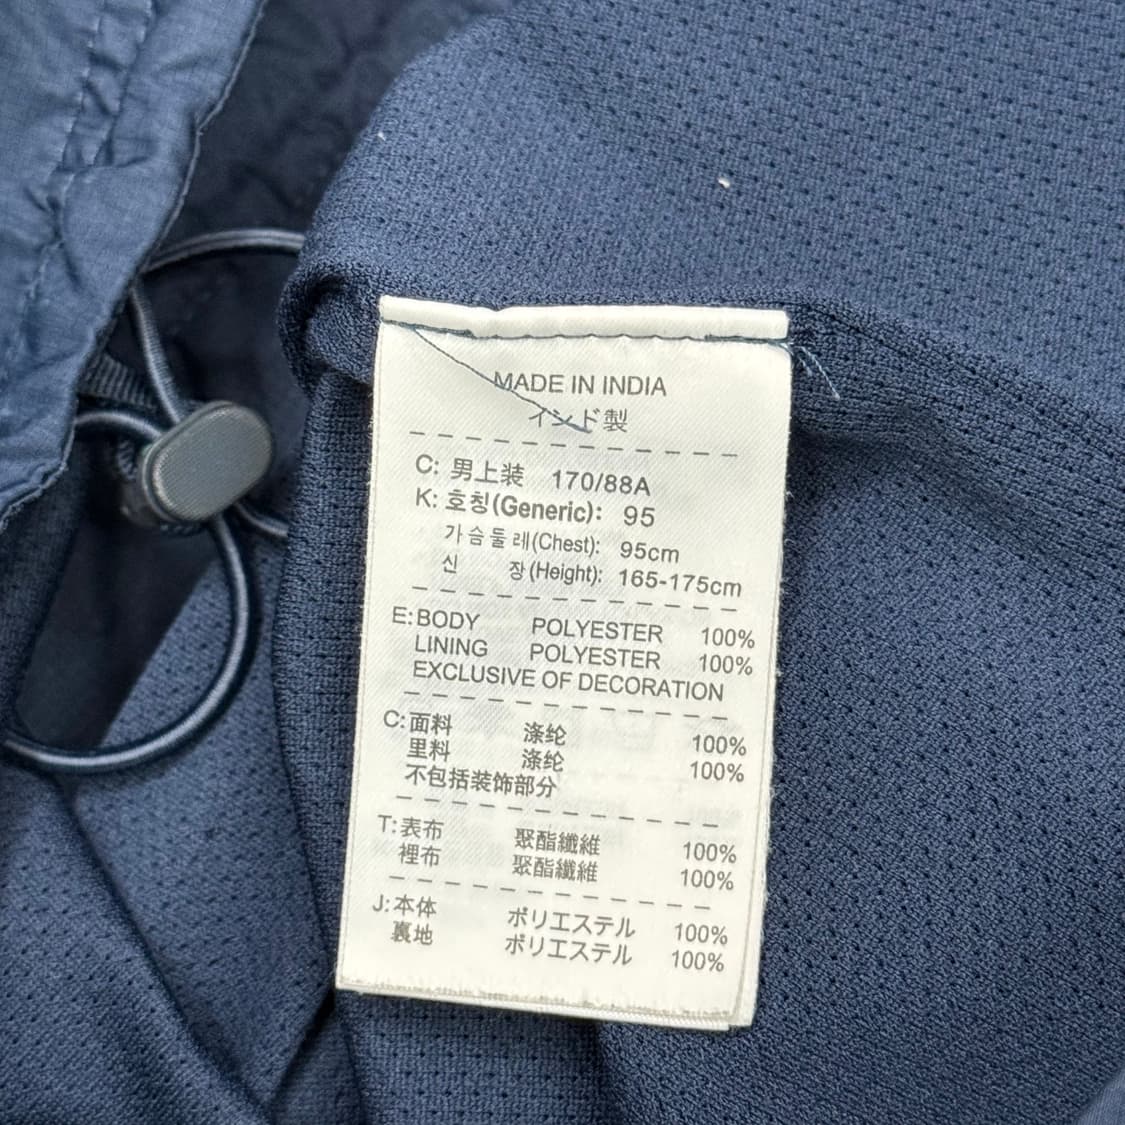 MADE IN INDIA
インド製
C: 男上装 170/88A
K: 호칭(Generic): 95
가슴둘레(Chest): 95cm
신 장(Height): 165-175cm
E: BODY POLYESTER 100%
LINING POLYESTER 100%
EXCLUSIVE OF DECORATION
C: 面料 涤纶 100%
里料 涤纶 100%
不包括装饰部分
T: 表布 聚酯纖維 100%
裡布 聚酯纖維 100%
J: 本体 ポリエステル 100%
裏地 ポリエステル 100%